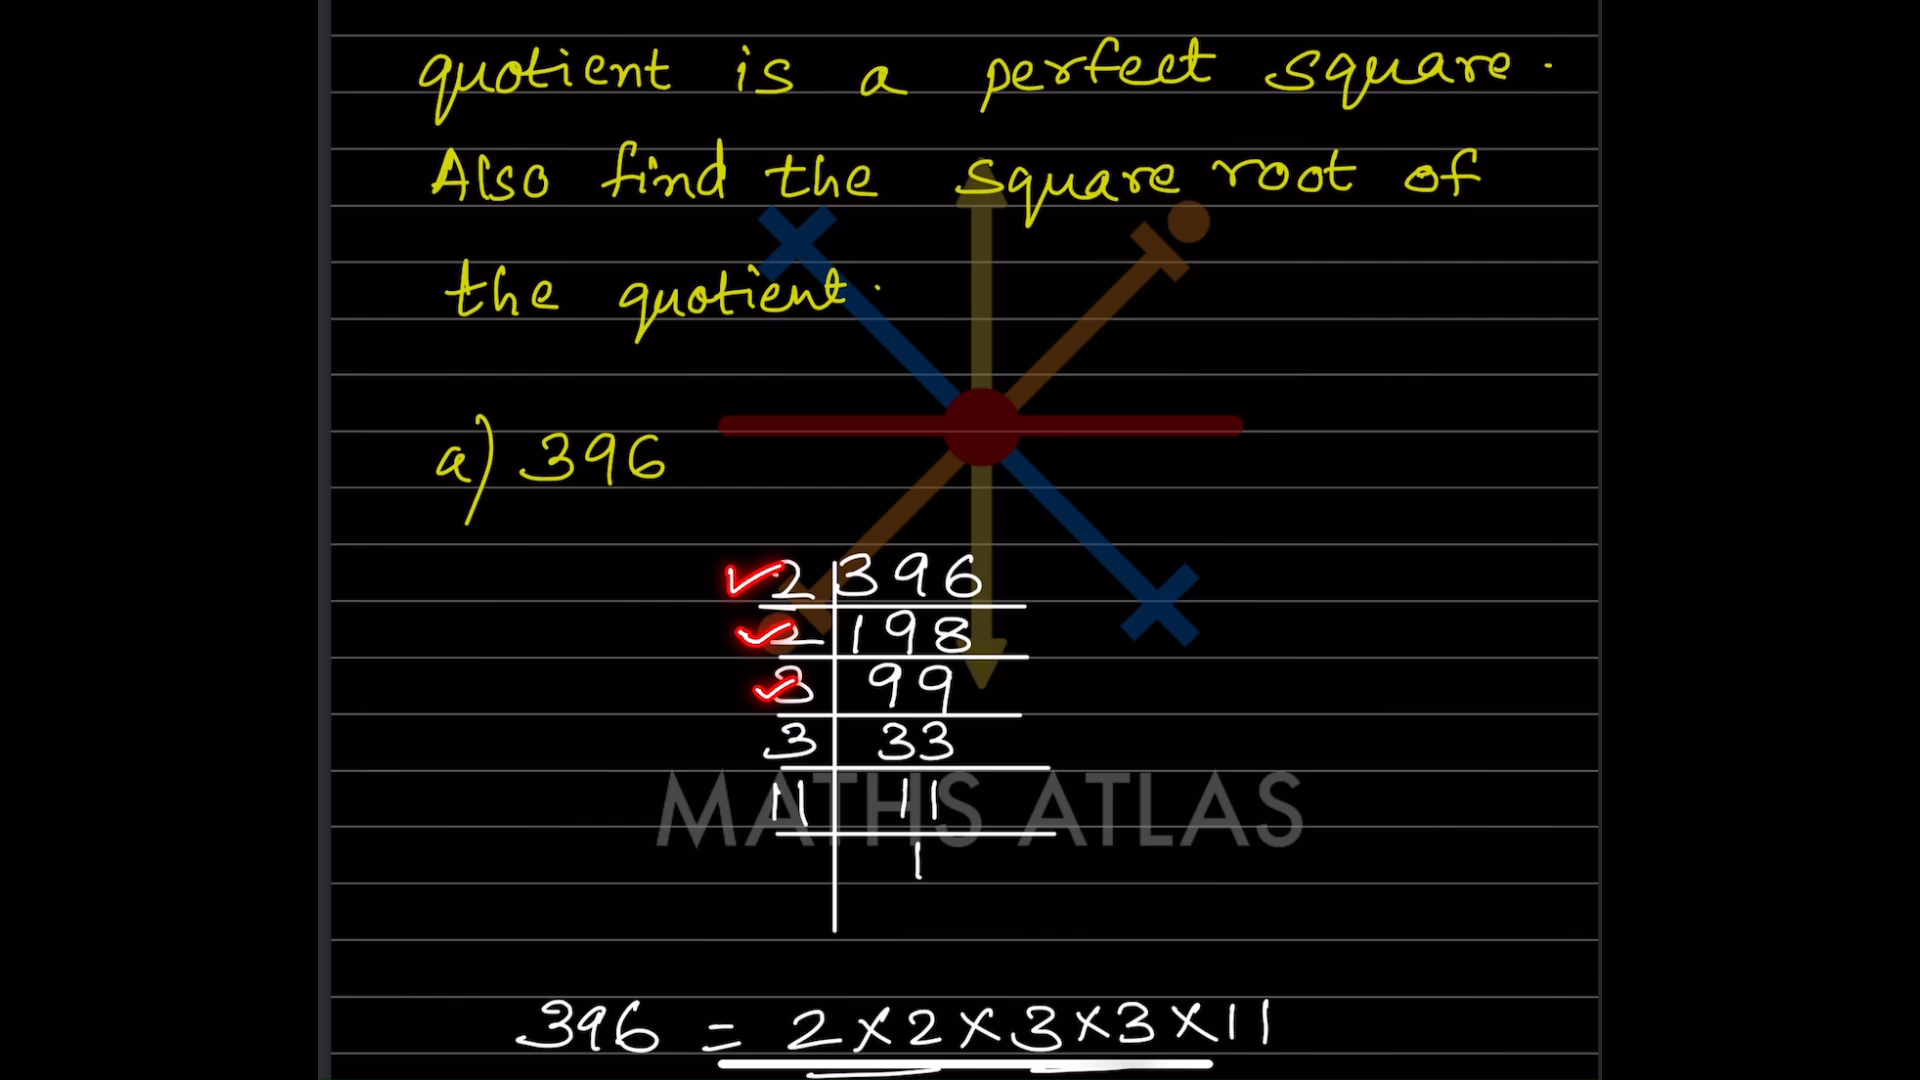 quotient is a perfect square.
Also find the square root of
the quotient.
a) 396
2 396
2 198
3 99
3 33
11 11
1
MATHS ATLAS
396 = 2×2×3×3×11